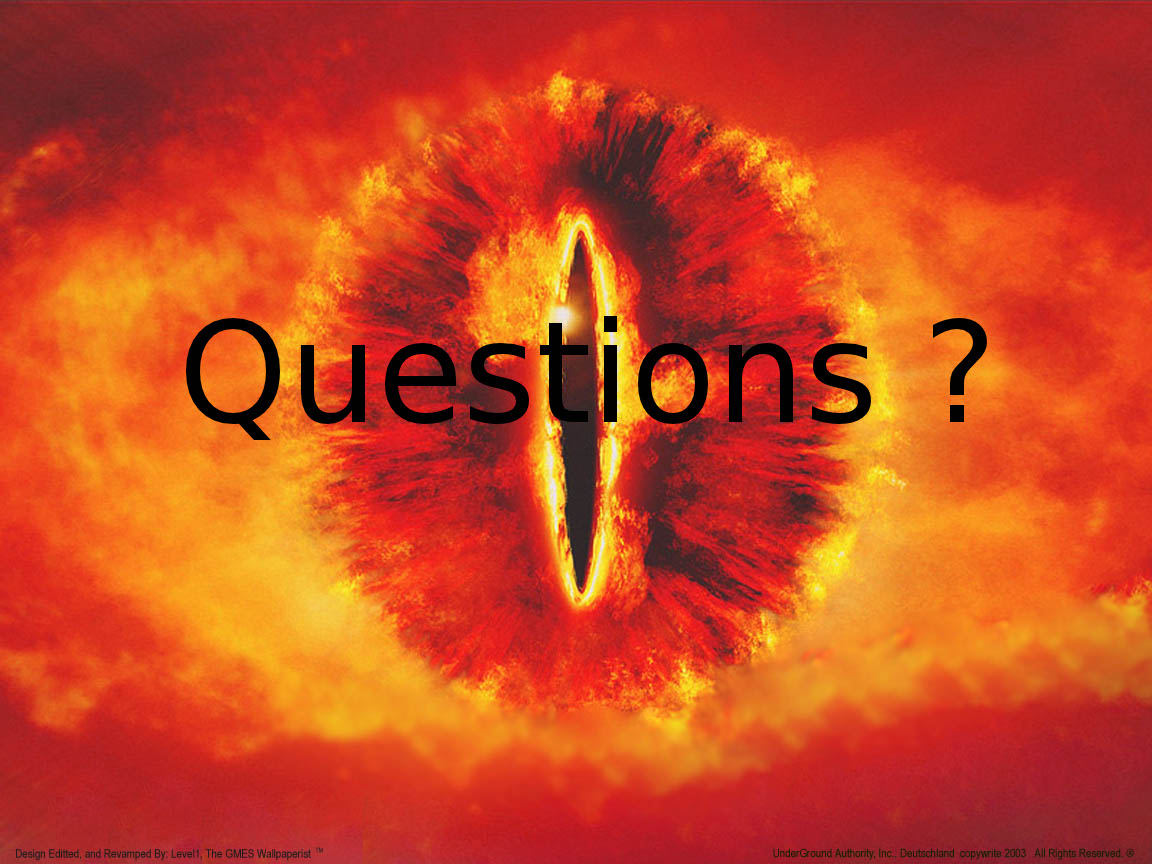 Questions ?
Design Editted, and Revamped By: Level1, The GMES Wallpaperist ™
UnderGround Authority, Inc.. Deutschland copywrite 2003 All Rights Reserved. ®